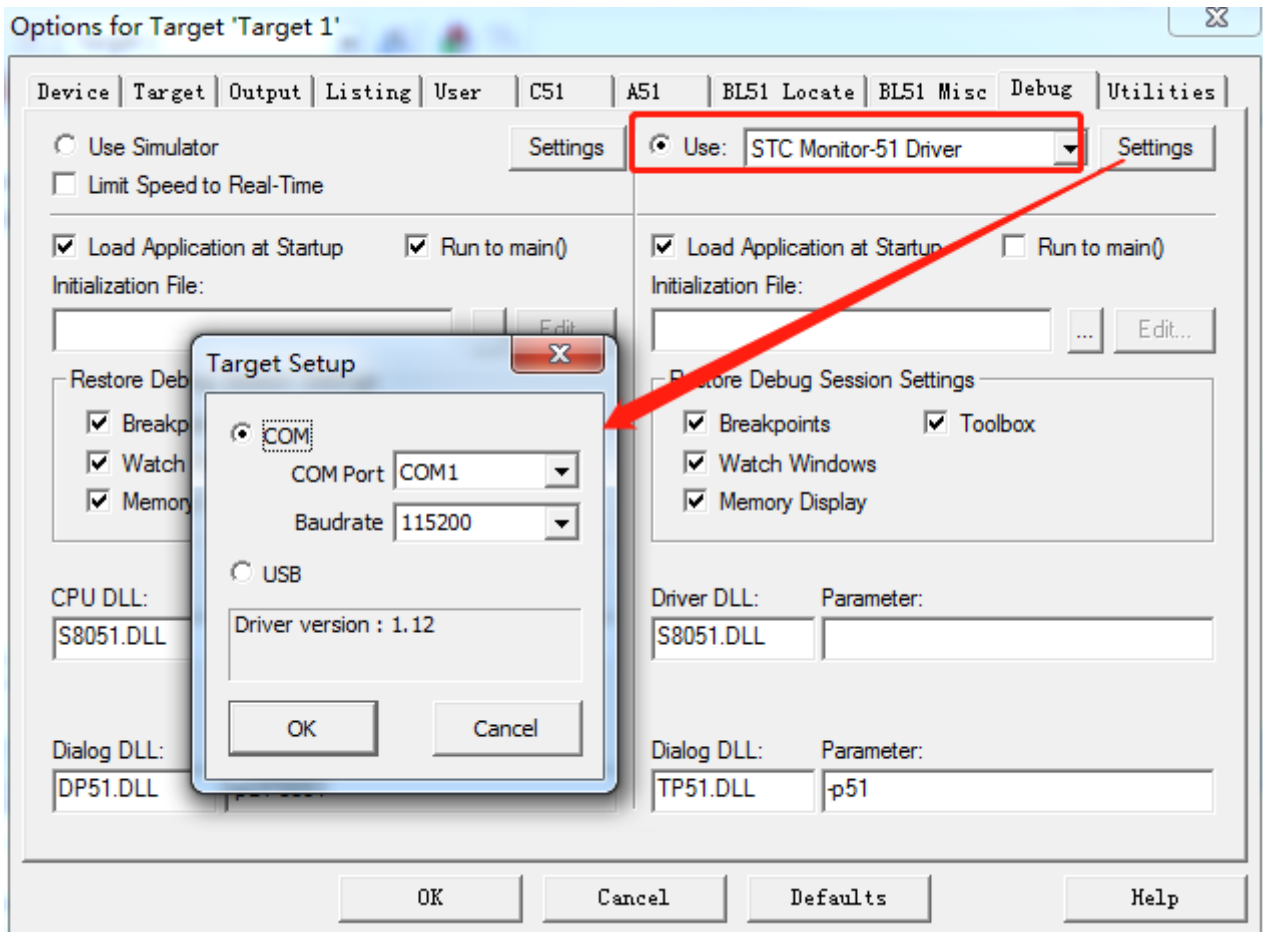 Options for Target 'Target 1'
Device Target Output Listing User C51 A51 BL51 Locate BL51 Misc Debug Utilities
Use Simulator Settings Use: STC Monitor-51 Driver Settings
Limit Speed to Real-Time
Load Application at Startup Run to main() Load Application at Startup Run to main()
Initialization File: Initialization File:
... Edit...
Target Setup
Restore Debug Session Settings
COM
Breakpoints Toolbox
COM Port COM1
Watch Watch Windows
Memory Display
Baudrate 115200
USB
CPU DLL: Driver DLL: Parameter:
Driver version : 1.12
S8051.DLL S8051.DLL
OK Cancel
Dialog DLL: Dialog DLL: Parameter:
DP51.DLL TP51.DLL -p51
OK Cancel Defaults Help